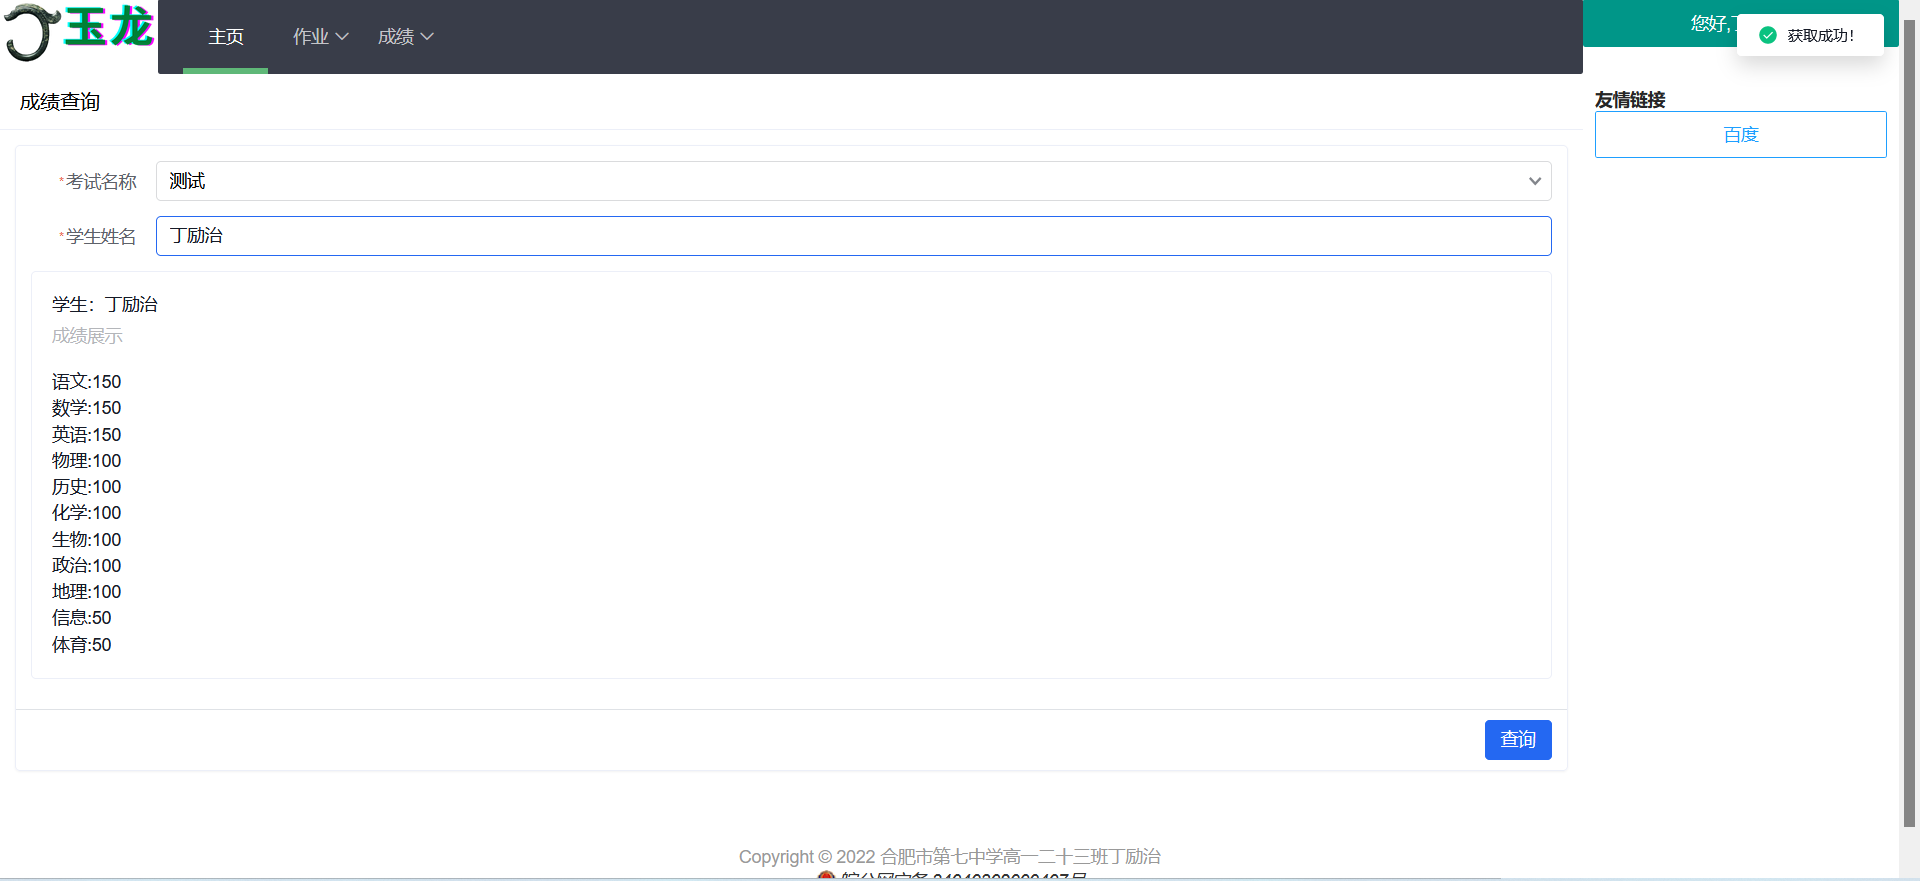 玉龙
主页
作业
成绩
您好,
获取成功！
成绩查询
友情链接
百度
*考试名称
测试
*学生姓名
丁励治
学生：丁励治
成绩展示
语文:150
数学:150
英语:150
物理:100
历史:100
化学:100
生物:100
政治:100
地理:100
信息:50
体育:50
查询
Copyright © 2022 合肥市第七中学高一二十三班丁励治